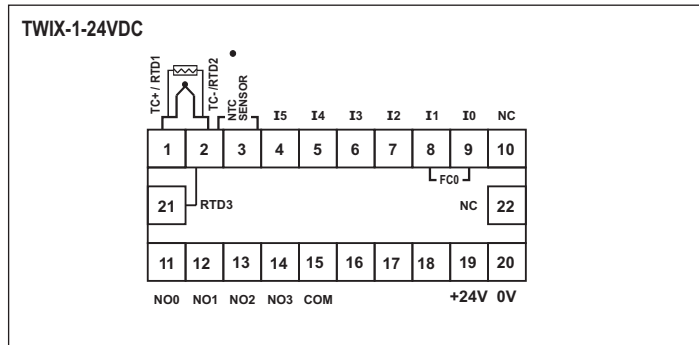 TWIX-1-24VDC
TC+ / RTD1
TC-/RTD2
NTC
SENSOR
I5 I4 I3 I2 I1 I0 NC
1 2 3 4 5 6 7 8 9 10
FC0
21 RTD3 NC 22
11 12 13 14 15 16 17 18 19 20
NO0 NO1 NO2 NO3 COM +24V 0V